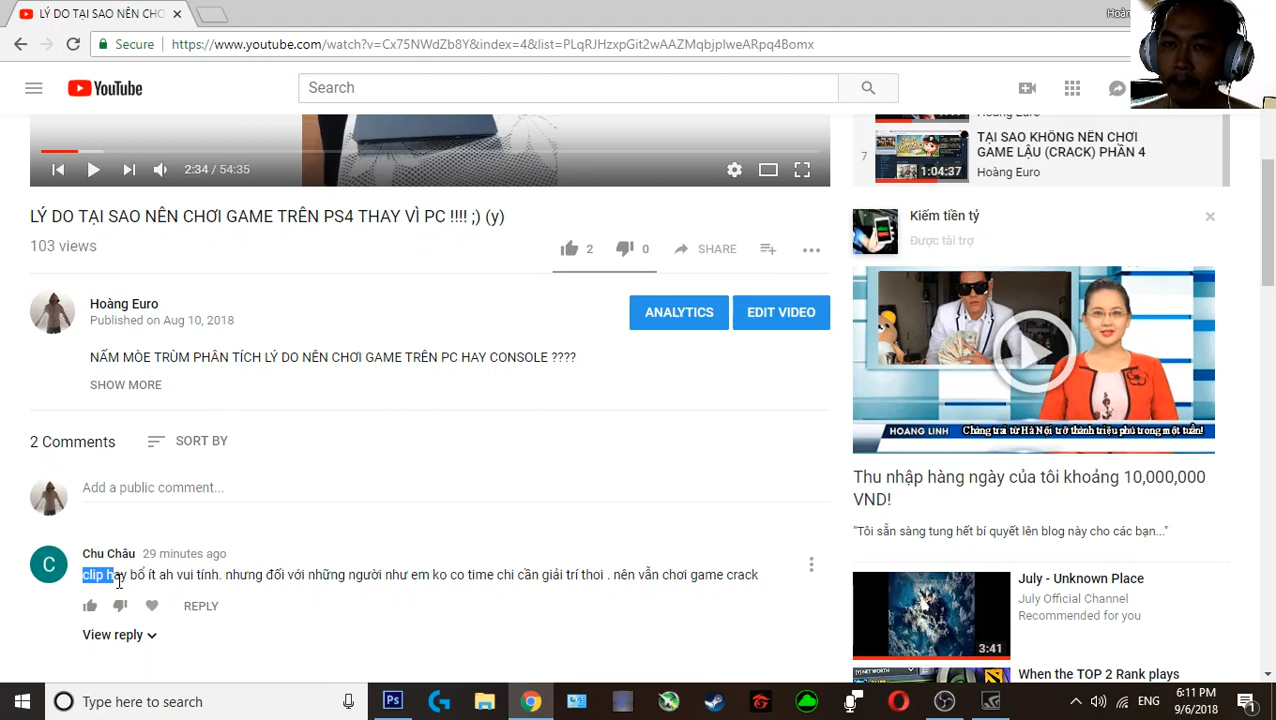 LÝ DO TẠI SAO NÊN CHƠI
Secure
https://www.youtube.com/watch?v=Cx75NWdZb8Y&index=4&list=PLqRJHzxpGit2wAAZMqbjplweARpq4Bomx
YouTube
Search
2:34 / 54:35
Hoàng Euro
7
TẠI SAO KHÔNG NÊN CHƠI
GAME LẬU (CRACK) PHẦN 4
1:04:37
Hoàng Euro
LÝ DO TẠI SAO NÊN CHƠI GAME TRÊN PS4 THAY VÌ PC !!!! ;) (y)
103 views
2
0
SHARE
Kiếm tiền tỷ
Được tài trợ
Hoàng Euro
Published on Aug 10, 2018
ANALYTICS
EDIT VIDEO
NẤM MÒE TRÙM PHÂN TÍCH LÝ DO NÊN CHƠI GAME TRÊN PC HAY CONSOLE ????
SHOW MORE
HOANG LINH
Chàng trai từ Hà Nội trở thành triệu phú trong một tuần!
2 Comments
SORT BY
Thu nhập hàng ngày của tôi khoảng 10,000,000
VND!
"Tôi sẵn sàng tung hết bí quyết lên blog này cho các bạn..."
Add a public comment...
C
Chu Châu
29 minutes ago
clip hay bổ ít ah vui tính. nhưng đối với những người như em ko co time chi cần giải trí thoi . nên vẫn chơi game crack
REPLY
View reply
July - Unknown Place
July Official Channel
Recommended for you
3:41
When the TOP 2 Rank plays
Type here to search
ENG
6:11 PM
9/6/2018
1